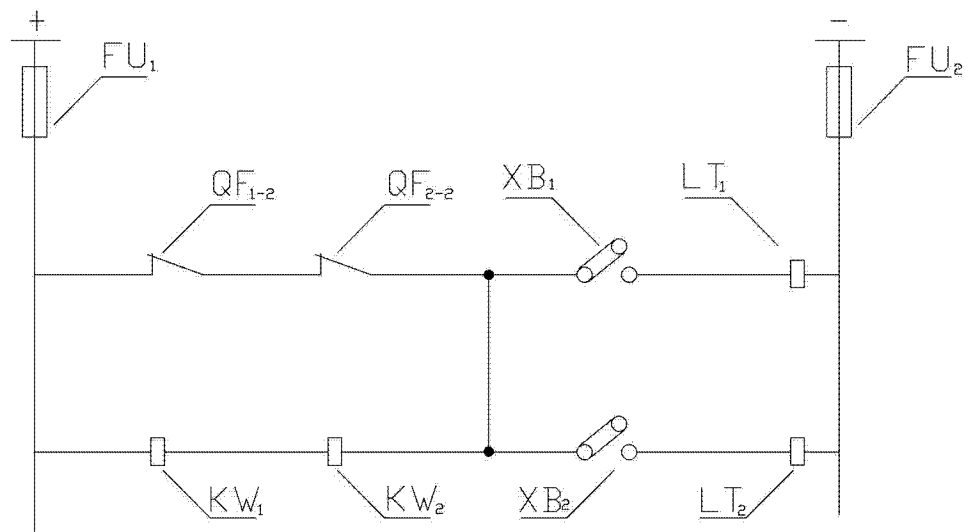 +
-
FU₁
FU₂
QF₁₋₂
QF₂₋₂
XB₁
LT₁
KW₁
KW₂
XB₂
LT₂